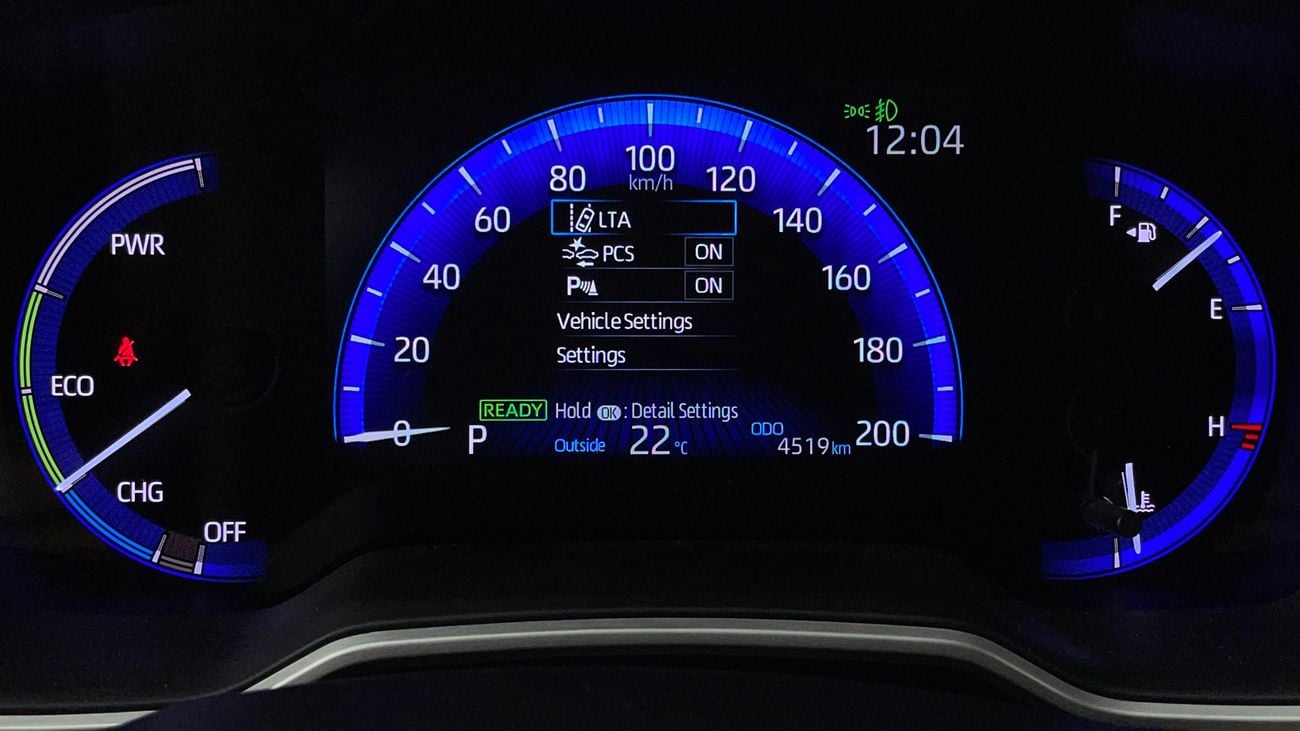 12:04
100
km/h
80
120
60
140
40
160
20
180
0
200
LTA
PCS ON
P ON
Vehicle Settings
Settings
READY Hold OK : Detail Settings
P Outside 22 °C ODO 4519 km
PWR
ECO
CHG
OFF
F
E
H